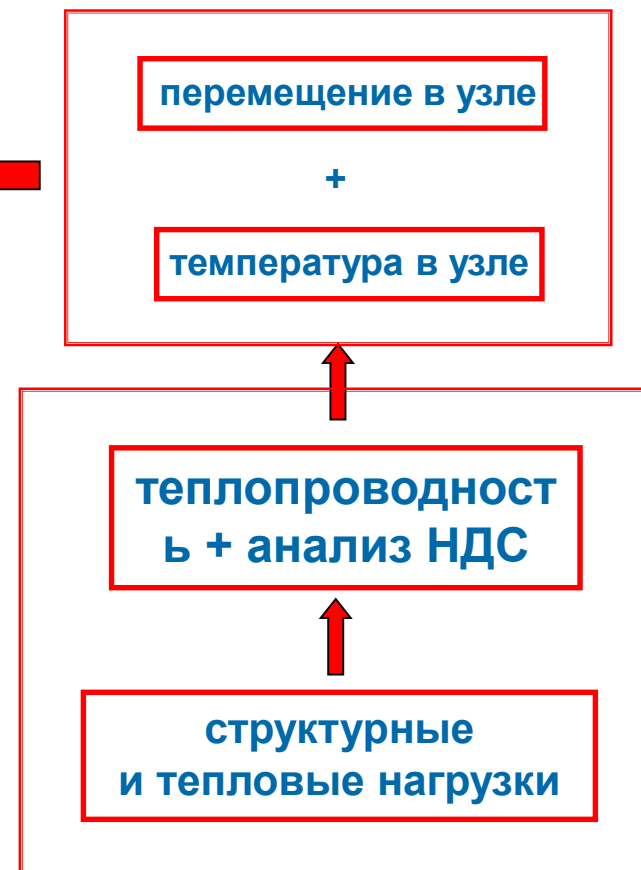 перемещение в узле
+
температура в узле
теплопроводност
ь + анализ НДС
структурные
и тепловые нагрузки